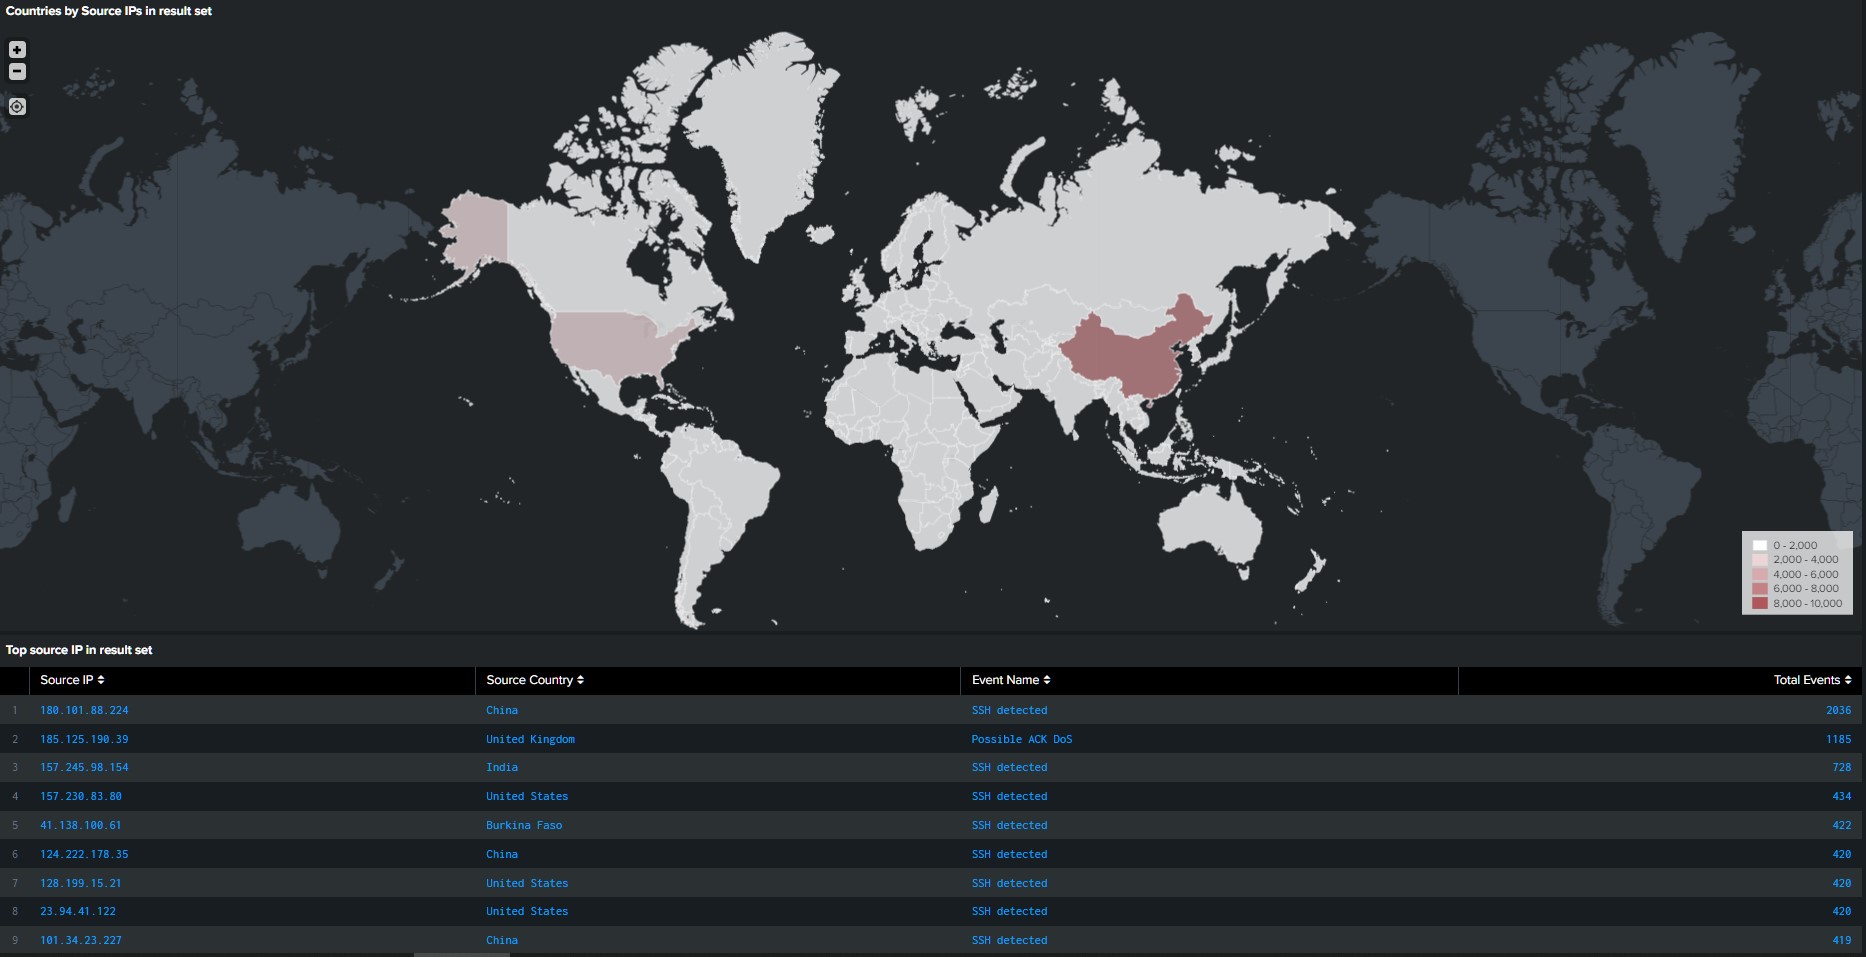 Countries by Source IPs in result set
0 - 2,000
2,000 - 4,000
4,000 - 6,000
6,000 - 8,000
8,000 - 10,000
Top source IP in result set
Source IP Source Country Event Name Total Events
1 180.101.88.224 China SSH detected 2036
2 185.125.190.39 United Kingdom Possible ACK DoS 1185
3 157.245.98.154 India SSH detected 728
4 157.230.83.80 United States SSH detected 434
5 41.138.100.61 Burkina Faso SSH detected 422
6 124.222.178.35 China SSH detected 420
7 128.199.15.21 United States SSH detected 420
8 23.94.41.122 United States SSH detected 420
9 101.34.23.227 China SSH detected 419